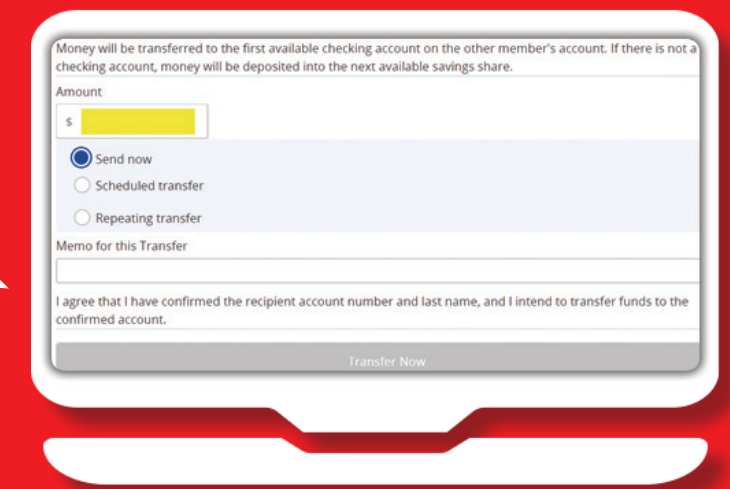 Money will be transferred to the first available checking account on the other member's account. If there is not a
checking account, money will be deposited into the next available savings share.
Amount
$
Send now
Scheduled transfer
Repeating transfer
Memo for this Transfer
I agree that I have confirmed the recipient account number and last name, and I intend to transfer funds to the
confirmed account.
Transfer Now